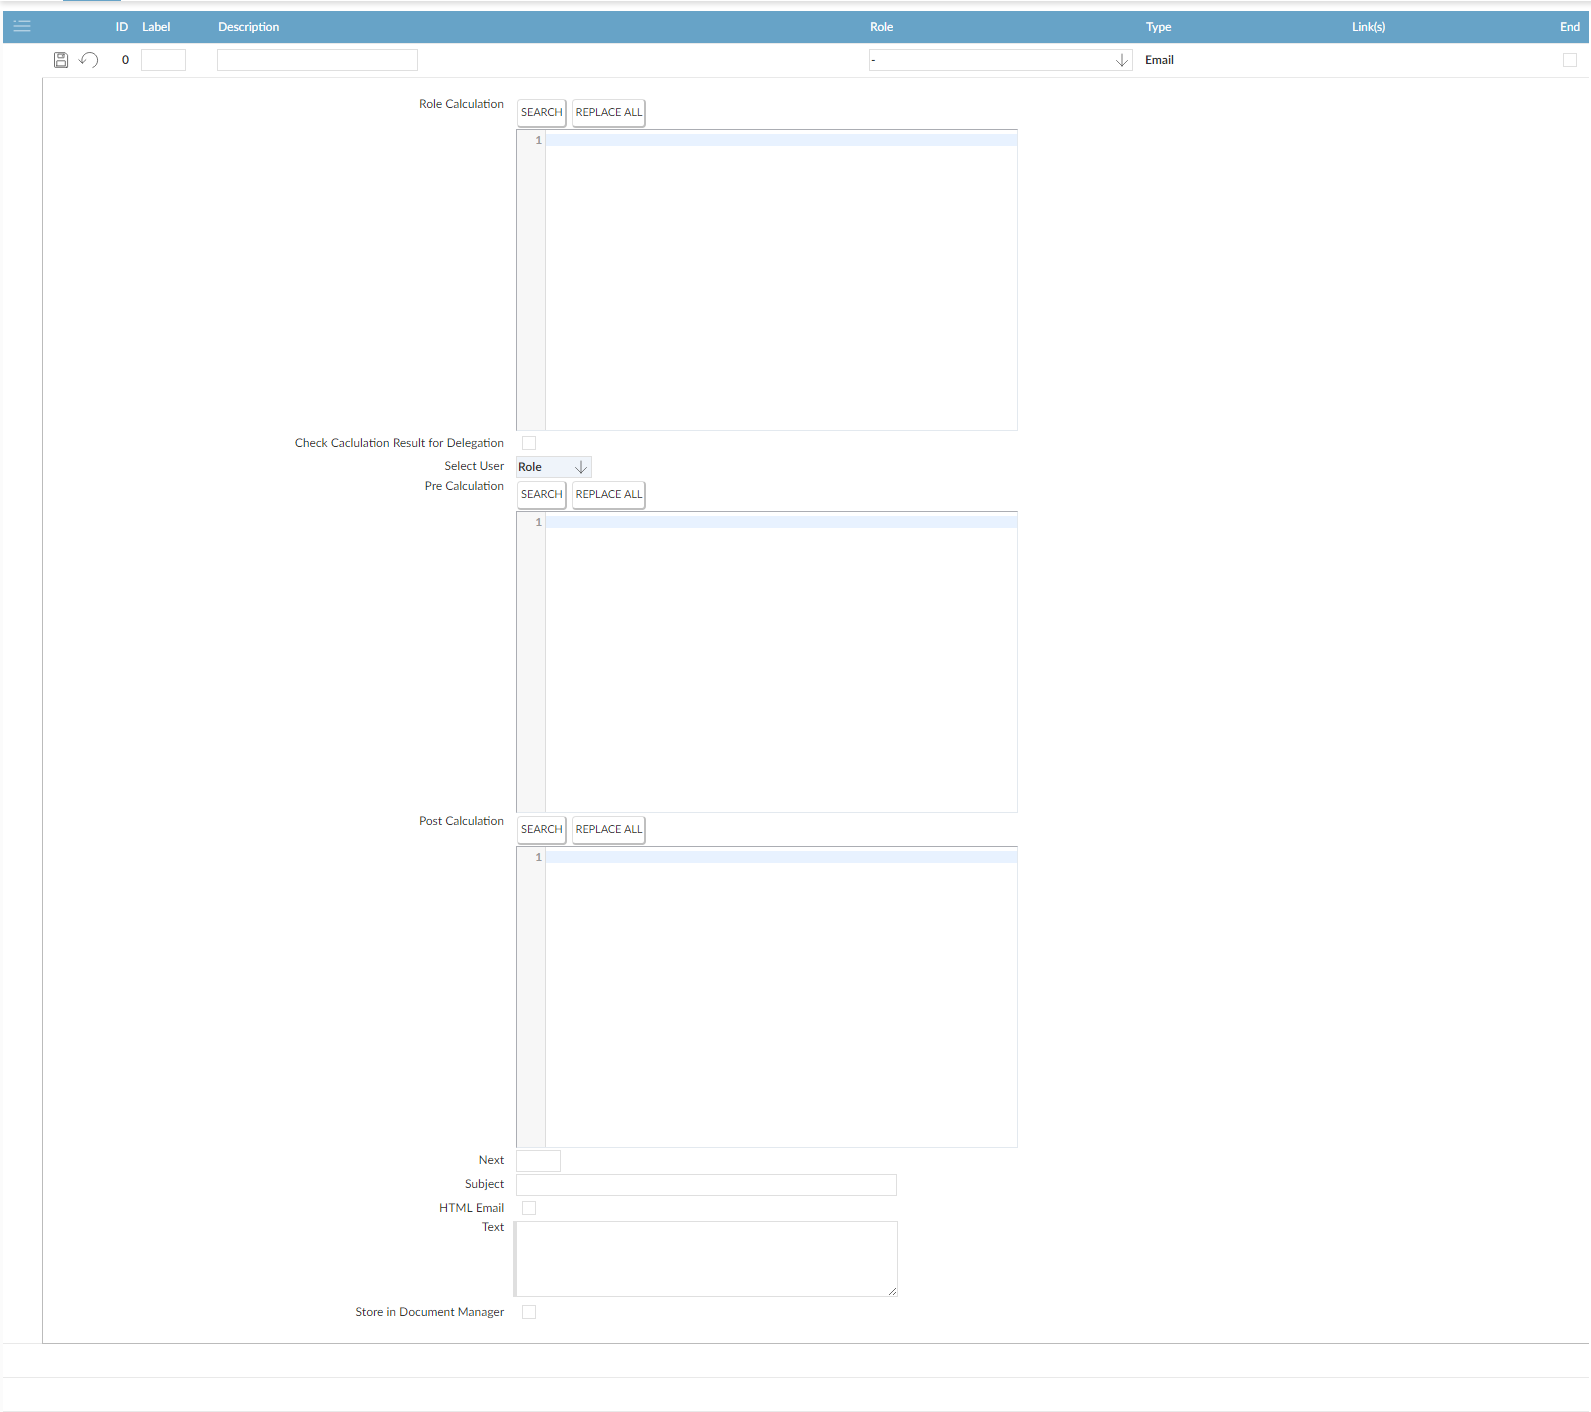 ID Label Description Role Type Link(s) End
0 - Email
Role Calculation SEARCH REPLACE ALL
1
Check Caclulation Result for Delegation
Select User Role
Pre Calculation SEARCH REPLACE ALL
1
Post Calculation SEARCH REPLACE ALL
1
Next
Subject
HTML Email
Text
Store in Document Manager